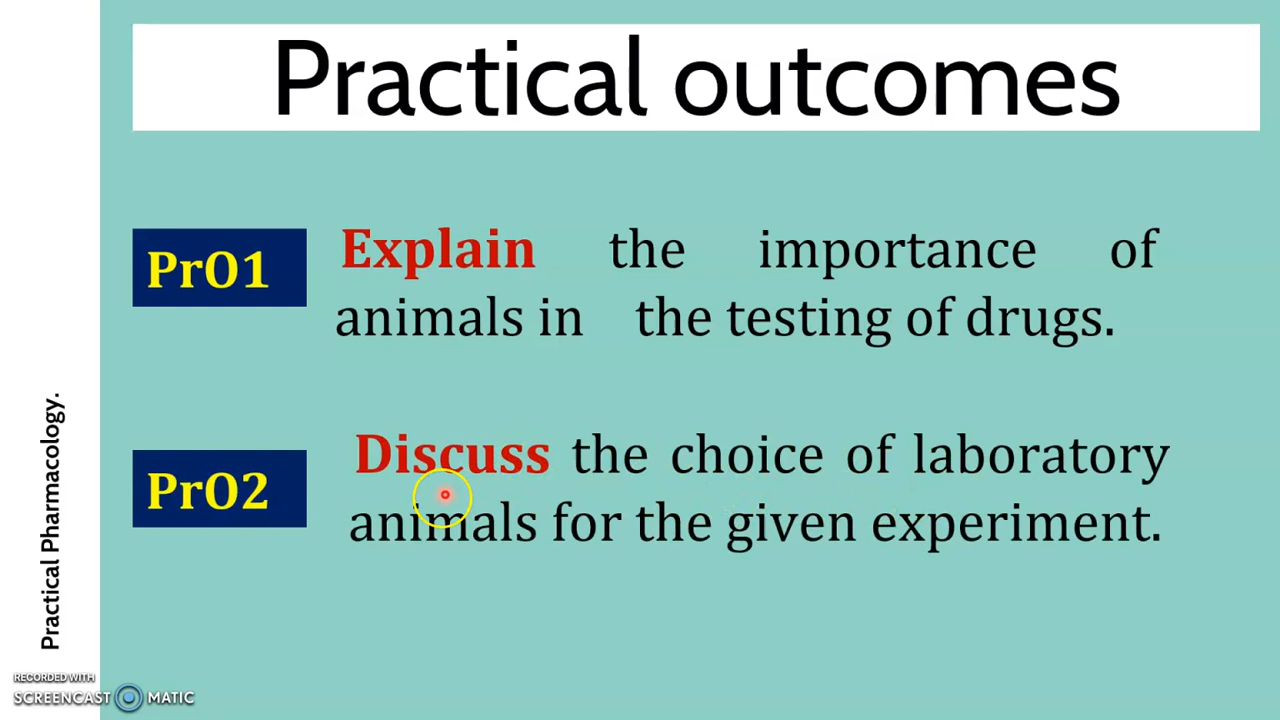 Practical outcomes
PrO1
Explain the importance of
animals in the testing of drugs.
PrO2
Discuss the choice of laboratory
animals for the given experiment.
Practical Pharmacology.
RECORDED WITH
SCREENCAST MATIC